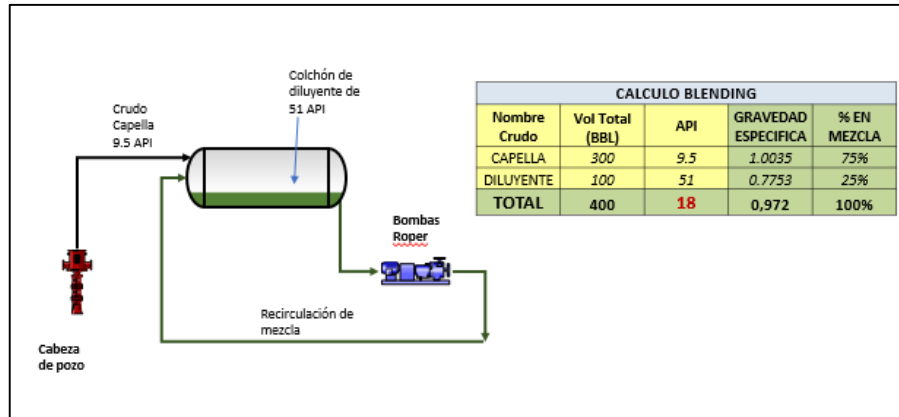 Colchón de
diluyente de
51 API
Crudo
Capella
9.5 API
CALCULO BLENDING
Nombre Crudo	Vol Total (BBL)	API	GRAVEDAD ESPECIFICA	% EN MEZCLA
CAPELLA	300	9.5	1.0035	75%
DILUYENTE	100	51	0.7753	25%
TOTAL	400	18	0,972	100%
Bombas
Roper
Recirculación de
mezcla
Cabeza
de pozo